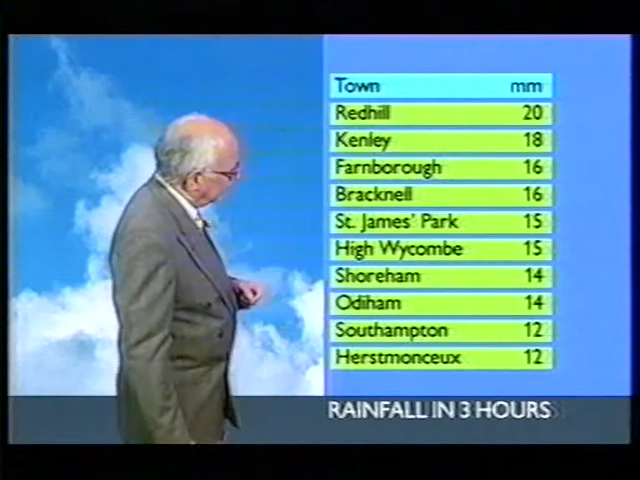 Town mm
Redhill 20
Kenley 18
Farnborough 16
Bracknell 16
St. James' Park 15
High Wycombe 15
Shoreham 14
Odiham 14
Southampton 12
Herstmonceux 12
RAINFALL IN 3 HOURS